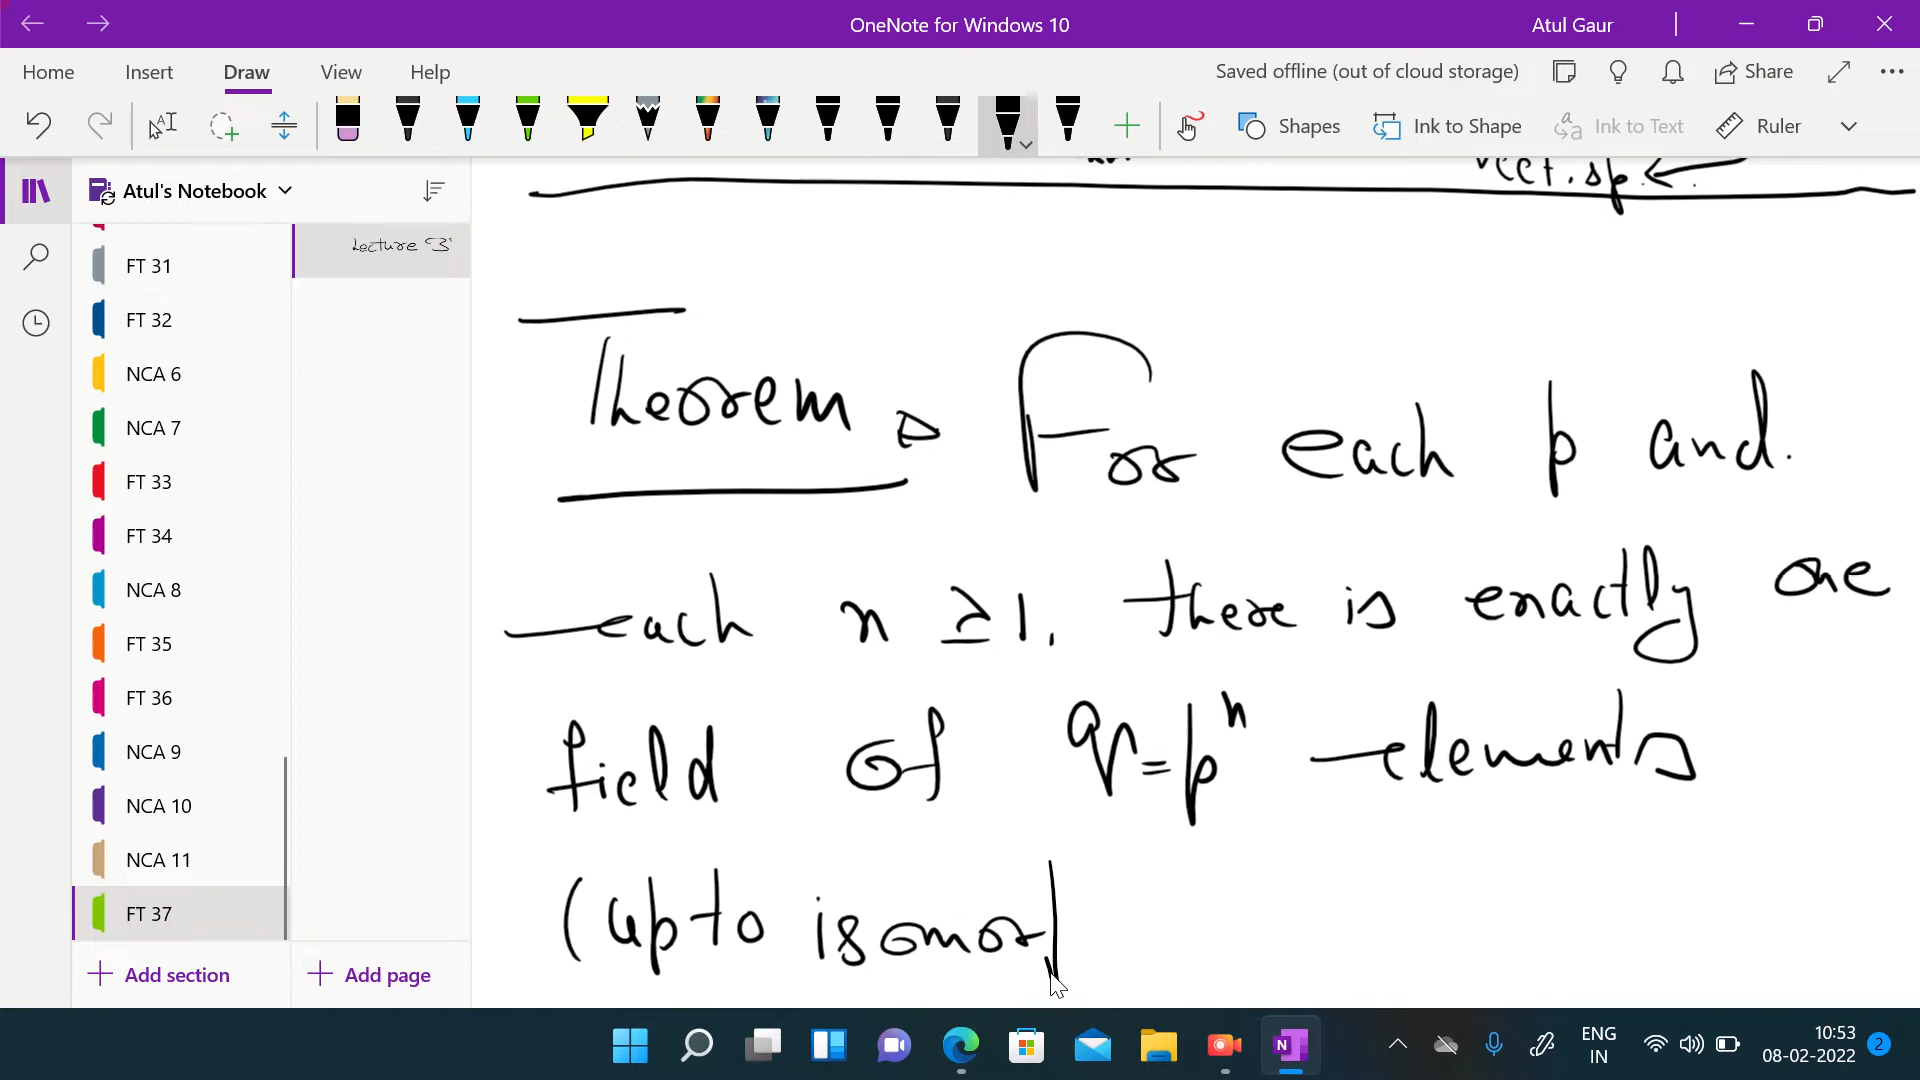 OneNote for Windows 10
Atul Gaur
Home Insert Draw View Help
Saved offline (out of cloud storage)
Share
Shapes
Ink to Shape
Ink to Text
Ruler
Atul's Notebook
FT 31
FT 32
NCA 6
NCA 7
FT 33
FT 34
NCA 8
FT 35
FT 36
NCA 9
NCA 10
NCA 11
FT 37
Add section
Lecture 3
Add page
vect. sp.
Theorem For each p and.
each n ≥ 1, there is exactly one
field of q = pⁿ elements
(upto isomor
ENG
IN
10:53
08-02-2022
2